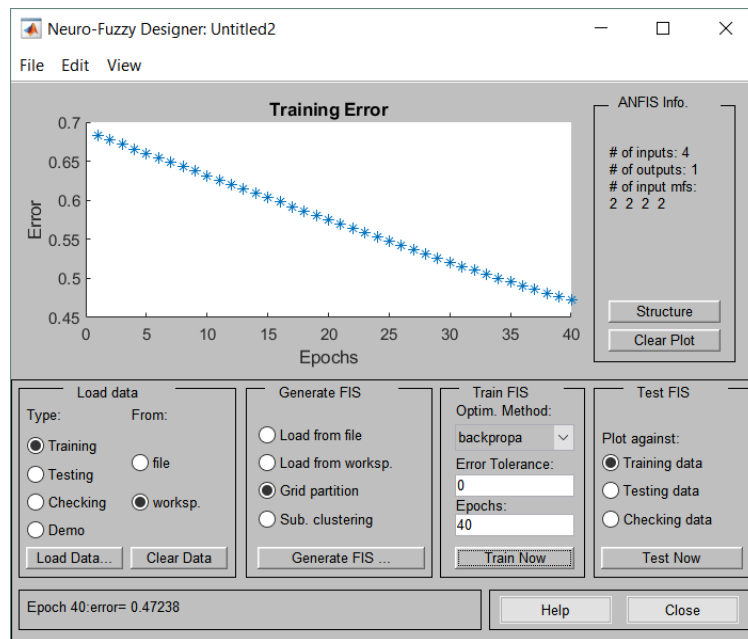 Neuro-Fuzzy Designer: Untitled2
File Edit View
Training Error
0.7
0.65
0.6
0.55
0.5
0.45
Error
0 5 10 15 20 25 30 35 40
Epochs
ANFIS Info.
# of inputs: 4
# of outputs: 1
# of input mfs:
2 2 2 2
Structure
Clear Plot
Load data
Type: From:
Training
Testing
Checking
Demo
file
worksp.
Load Data... Clear Data
Generate FIS
Load from file
Load from worksp.
Grid partition
Sub. clustering
Generate FIS ...
Train FIS
Optim. Method:
backpropa
Error Tolerance:
0
Epochs:
40
Train Now
Test FIS
Plot against:
Training data
Testing data
Checking data
Test Now
Epoch 40:error= 0.47238
Help
Close